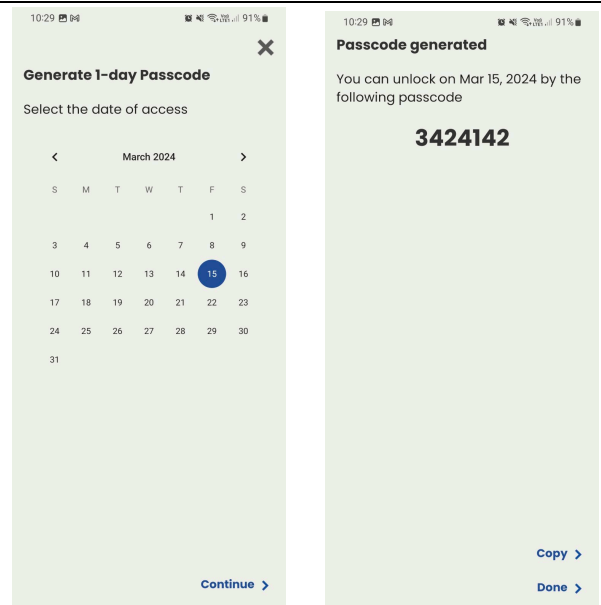 10:29
91%
Generate 1-day Passcode
Select the date of access
March 2024
S M T W T F S
1 2
3 4 5 6 7 8 9
10 11 12 13 14 15 16
17 18 19 20 21 22 23
24 25 26 27 28 29 30
31
Continue
10:29
91%
Passcode generated
You can unlock on Mar 15, 2024 by the
following passcode
3424142
Copy
Done